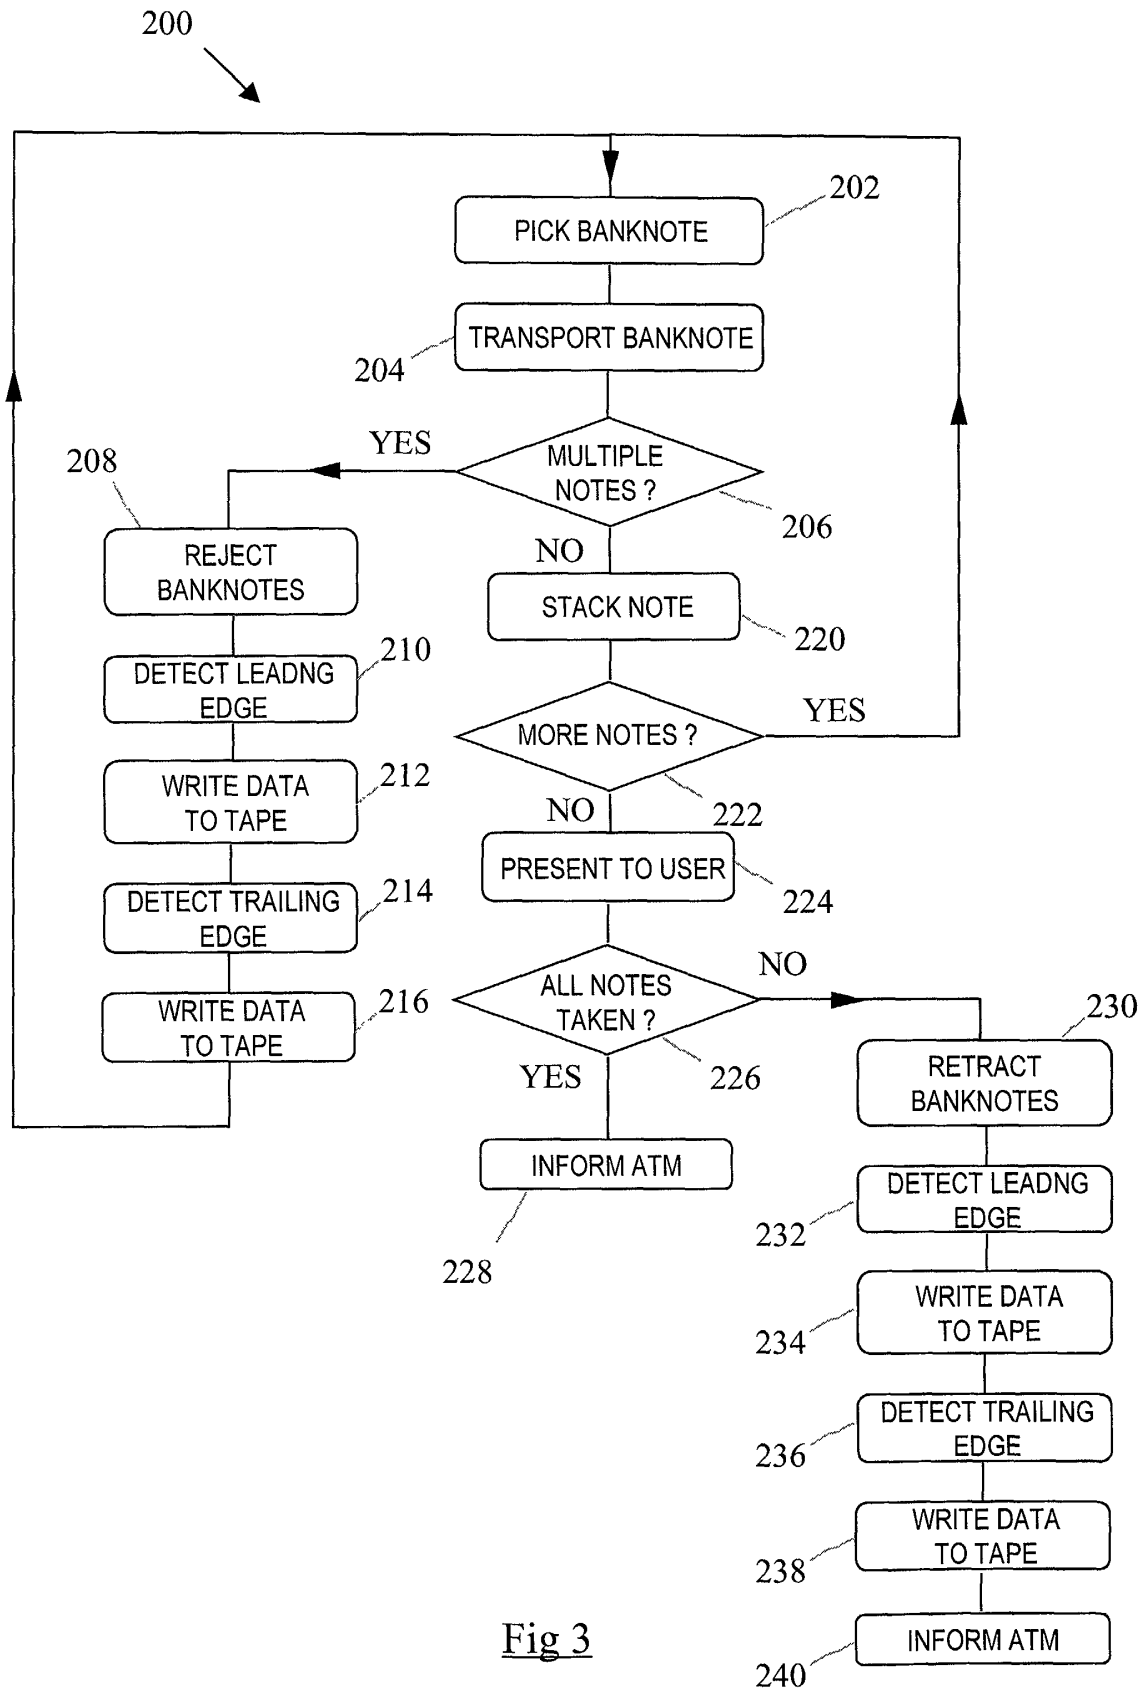 200
202
PICK BANKNOTE
TRANSPORT BANKNOTE
204
YES
MULTIPLE
NOTES ?
206
208
REJECT
BANKNOTES
NO
STACK NOTE
220
210
DETECT LEADNG
EDGE
MORE NOTES ?
YES
222
212
WRITE DATA
TO TAPE
NO
PRESENT TO USER
224
214
DETECT TRAILING
EDGE
ALL NOTES
TAKEN ?
NO
226
216
WRITE DATA
TO TAPE
YES
INFORM ATM
228
230
RETRACT
BANKNOTES
DETECT LEADNG
EDGE
232
WRITE DATA
TO TAPE
234
DETECT TRAILING
EDGE
236
WRITE DATA
TO TAPE
238
INFORM ATM
240
Fig 3